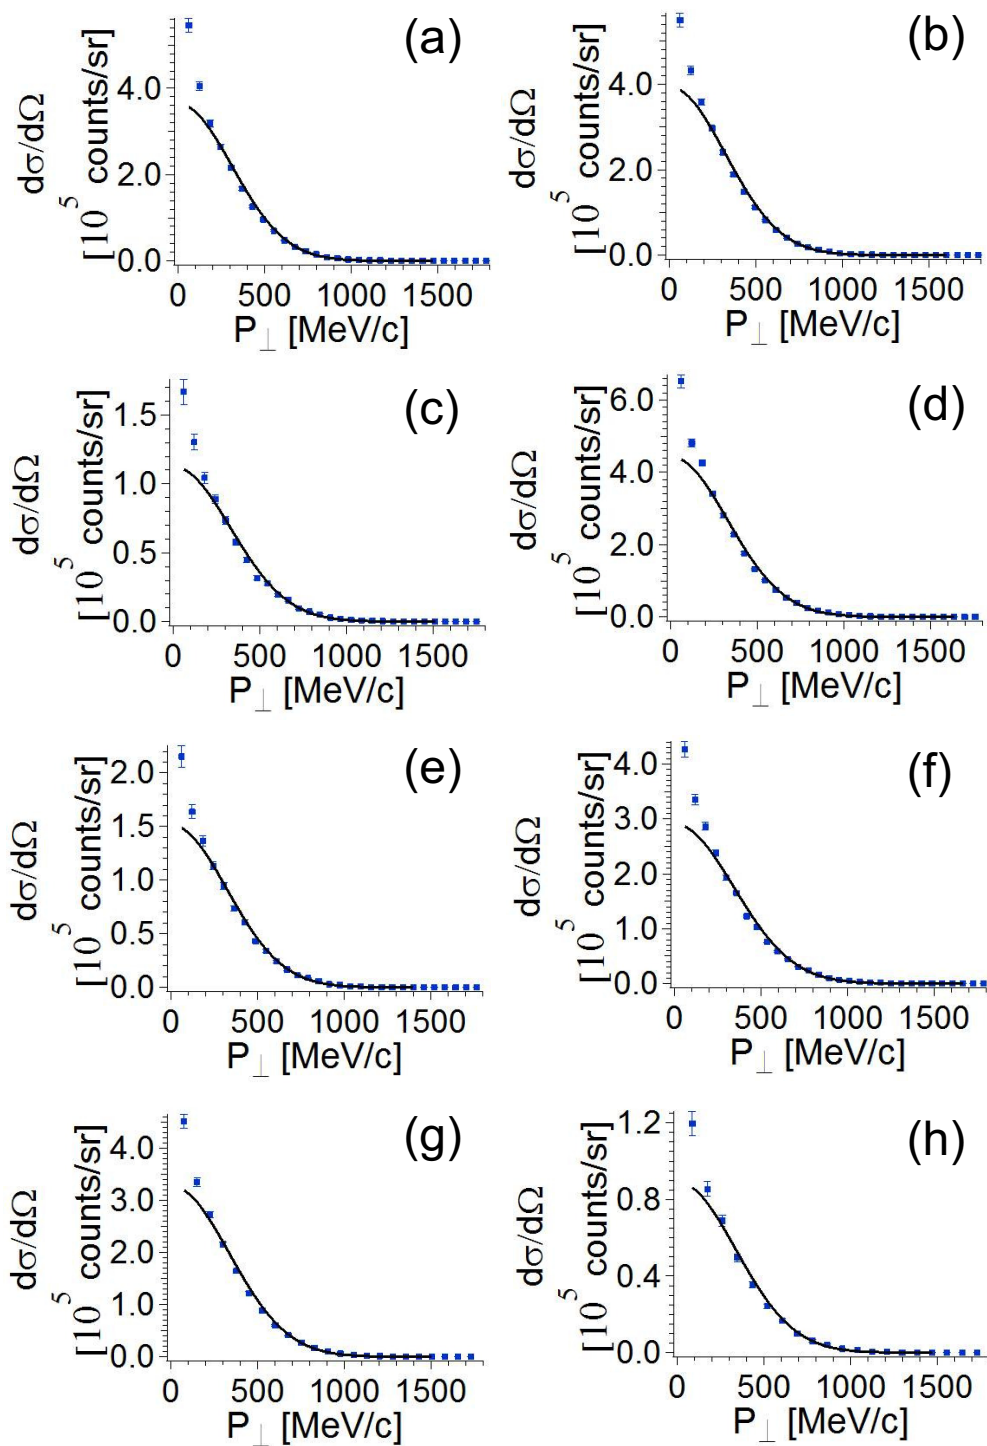 (a)
dσ/dΩ
[10^5 counts/sr]
4.0
2.0
0.0
0 500 1000 1500
P⊥ [MeV/c]
(b)
dσ/dΩ
[10^5 counts/sr]
4.0
2.0
0.0
0 500 1000 1500
P⊥ [MeV/c]
(c)
dσ/dΩ
[10^5 counts/sr]
1.5
1.0
0.5
0.0
0 500 1000 1500
P⊥ [MeV/c]
(d)
dσ/dΩ
[10^5 counts/sr]
6.0
4.0
2.0
0.0
0 500 1000 1500
P⊥ [MeV/c]
(e)
dσ/dΩ
[10^5 counts/sr]
2.0
1.5
1.0
0.5
0.0
0 500 1000 1500
P⊥ [MeV/c]
(f)
dσ/dΩ
[10^5 counts/sr]
4.0
3.0
2.0
1.0
0.0
0 500 1000 1500
P⊥ [MeV/c]
(g)
dσ/dΩ
[10^5 counts/sr]
4.0
3.0
2.0
1.0
0.0
0 500 1000 1500
P⊥ [MeV/c]
(h)
dσ/dΩ
[10^5 counts/sr]
1.2
0.8
0.4
0.0
0 500 1000 1500
P⊥ [MeV/c]